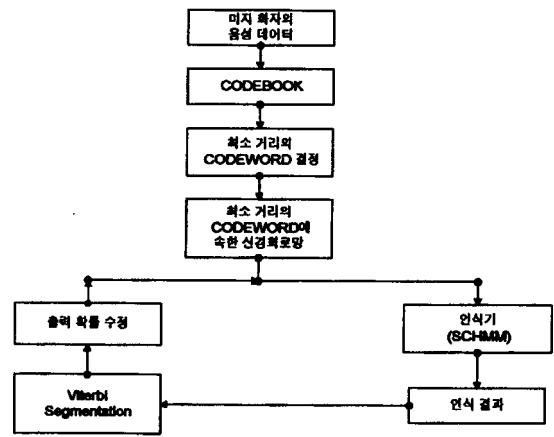 미지 화자의
음성 데이터
CODEBOOK
최소 거리의
CODEWORD 결정
최소 거리의
CODEWORD에
속한 신경회로망
출력 확률 수정
인식기
(SCHMM)
Viterbi
Segmentation
인식 결과